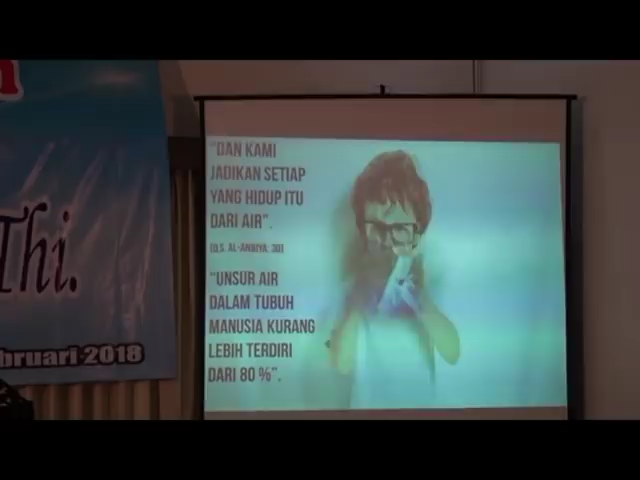 Thi.
bruari 2018
"DAN KAMI
JADIKAN SETIAP
YANG HIDUP ITU
DARI AIR".
(Q.S. AL-ANBIYA: 30)
"UNSUR AIR
DALAM TUBUH
MANUSIA KURANG
LEBIH TERDIRI
DARI 80 %".